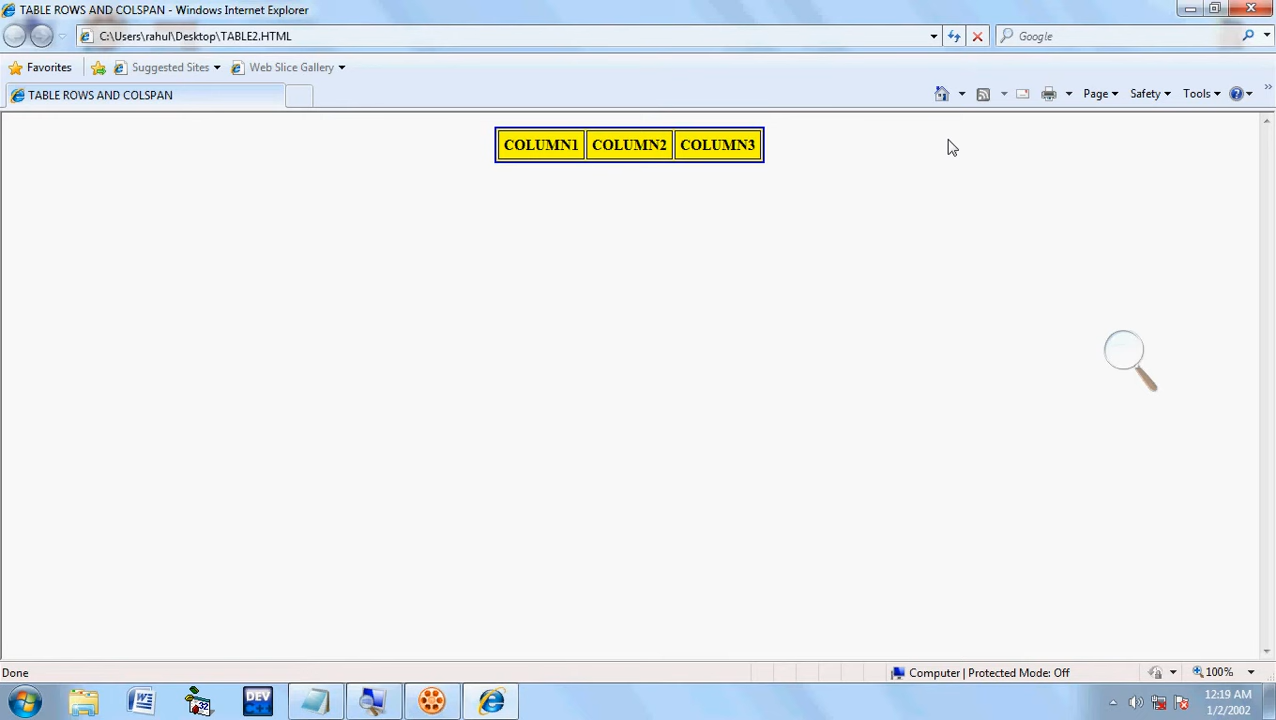 TABLE ROWS AND COLSPAN - Windows Internet Explorer
C:\Users\rahul\Desktop\TABLE2.HTML
Google
Favorites
Suggested Sites
Web Slice Gallery
TABLE ROWS AND COLSPAN
Page
Safety
Tools
COLUMN1 COLUMN2 COLUMN3
Done
Computer | Protected Mode: Off
100%
W
32
DEV
12:19 AM
1/2/2002